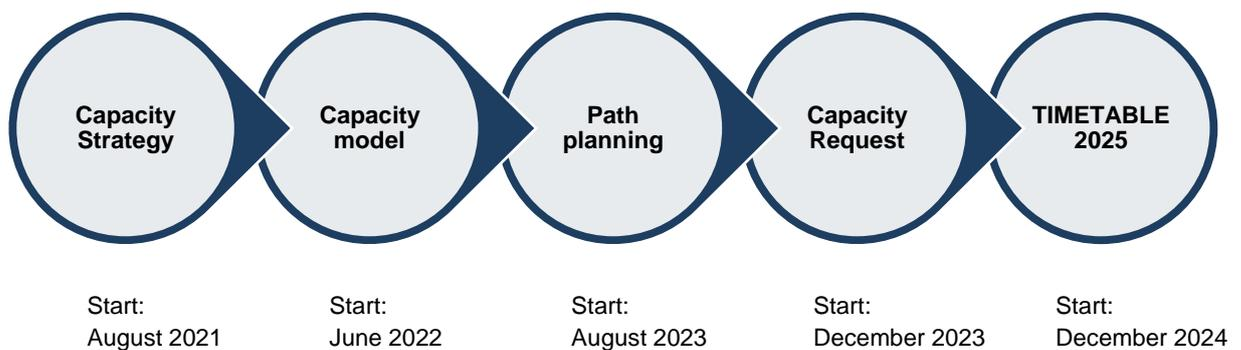 Capacity
Strategy
Capacity
model
Path
planning
Capacity
Request
TIMETABLE
2025
Start:
August 2021
Start:
June 2022
Start:
August 2023
Start:
December 2023
Start:
December 2024